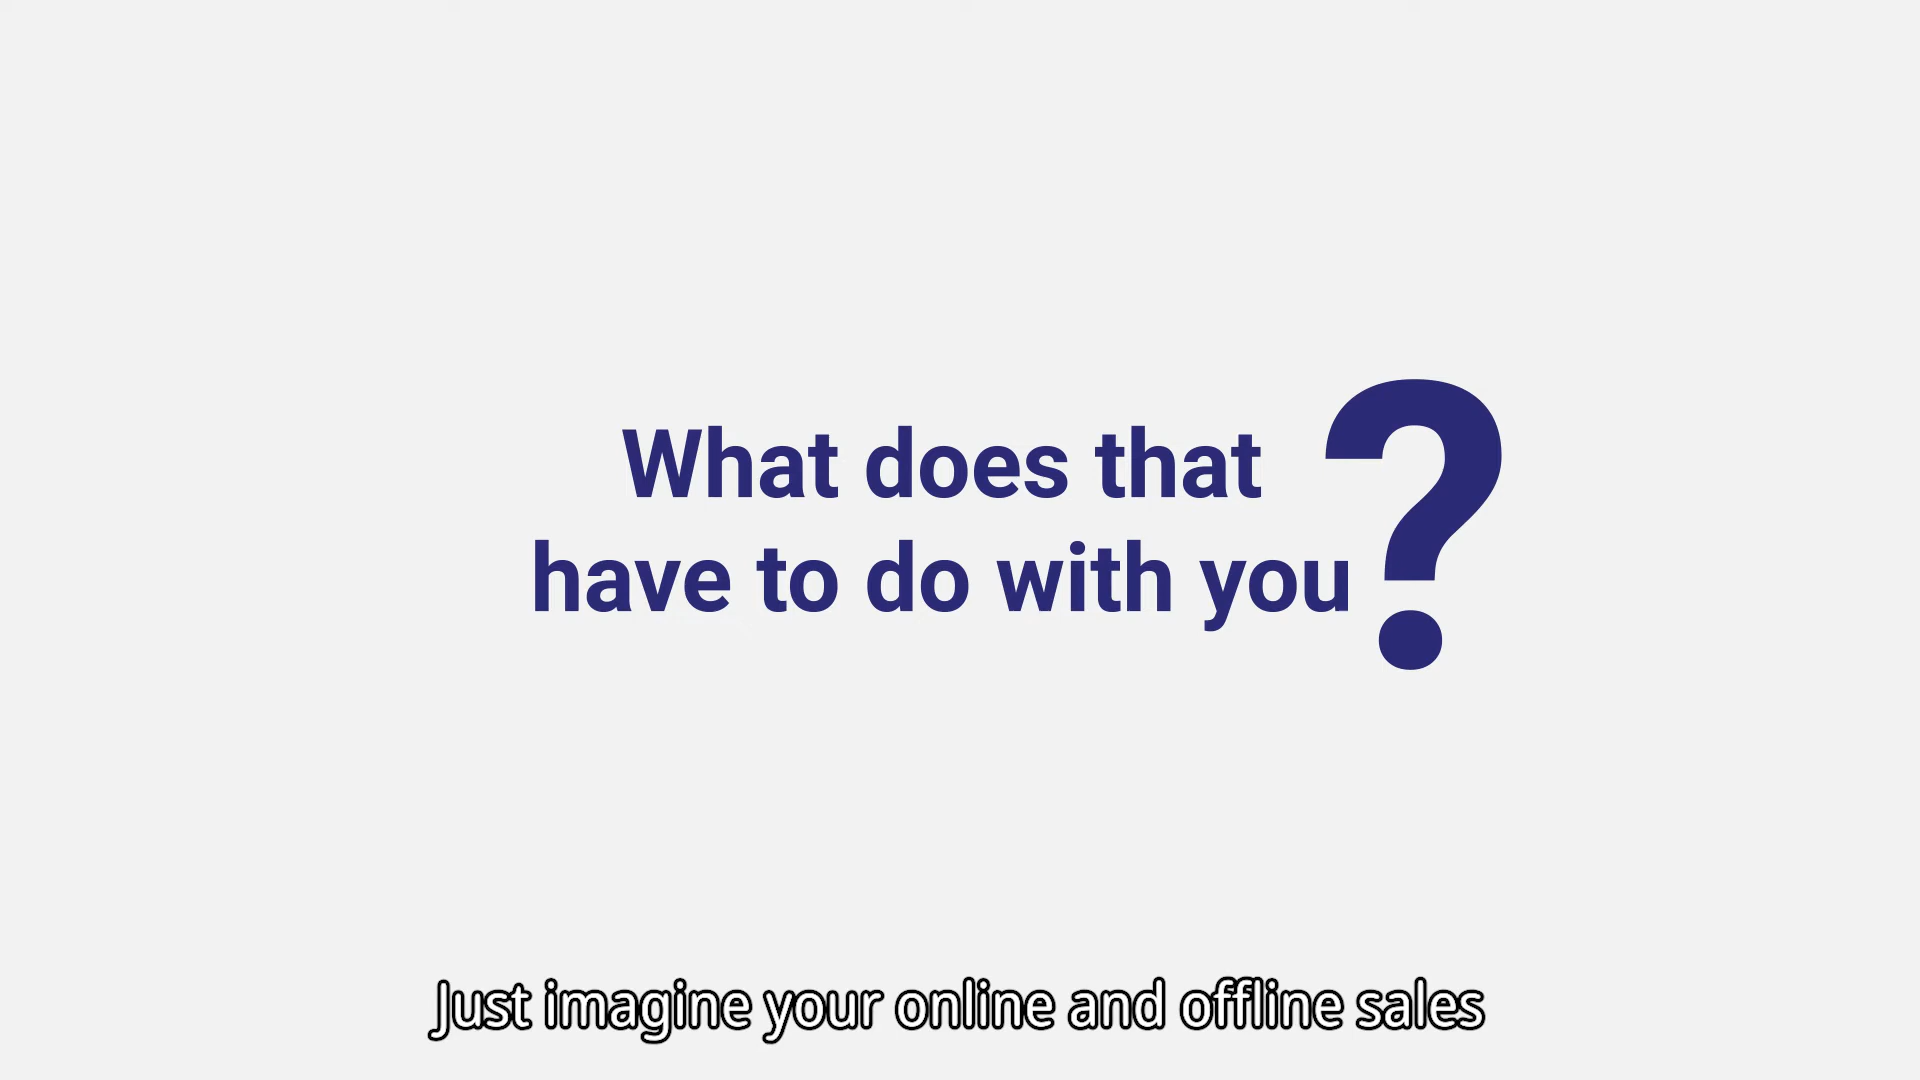 What does that
have to do with you?
Just imagine your online and offline sales